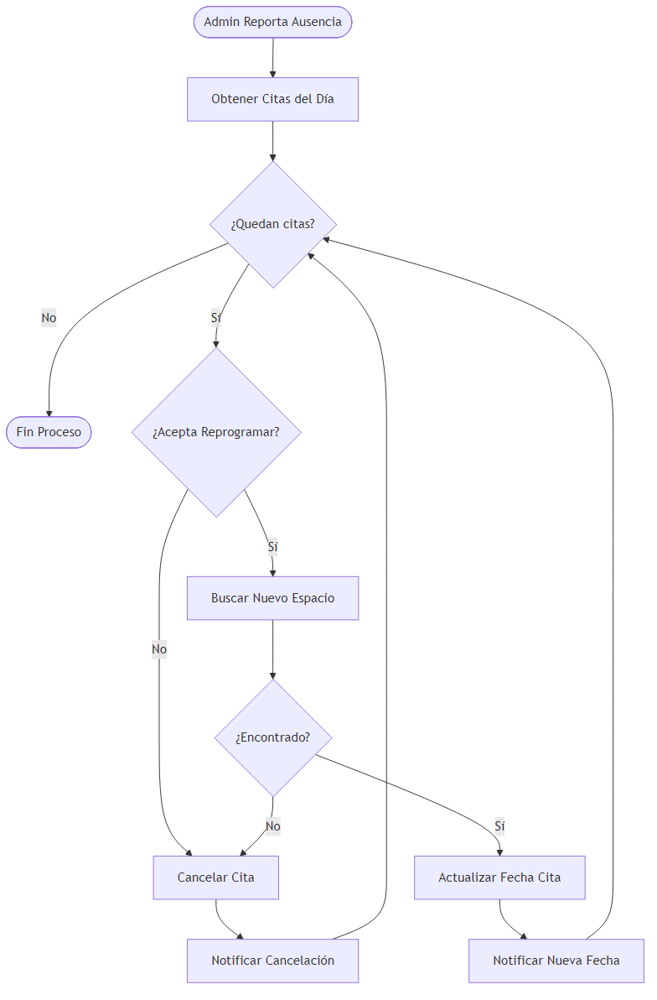 Admin Reporta Ausencia
Obtener Citas del Día
¿Quedan citas?
No
Sí
Fin Proceso
¿Acepta Reprogramar?
Sí
Buscar Nuevo Espacio
No
¿Encontrado?
No
Sí
Cancelar Cita
Actualizar Fecha Cita
Notificar Cancelación
Notificar Nueva Fecha